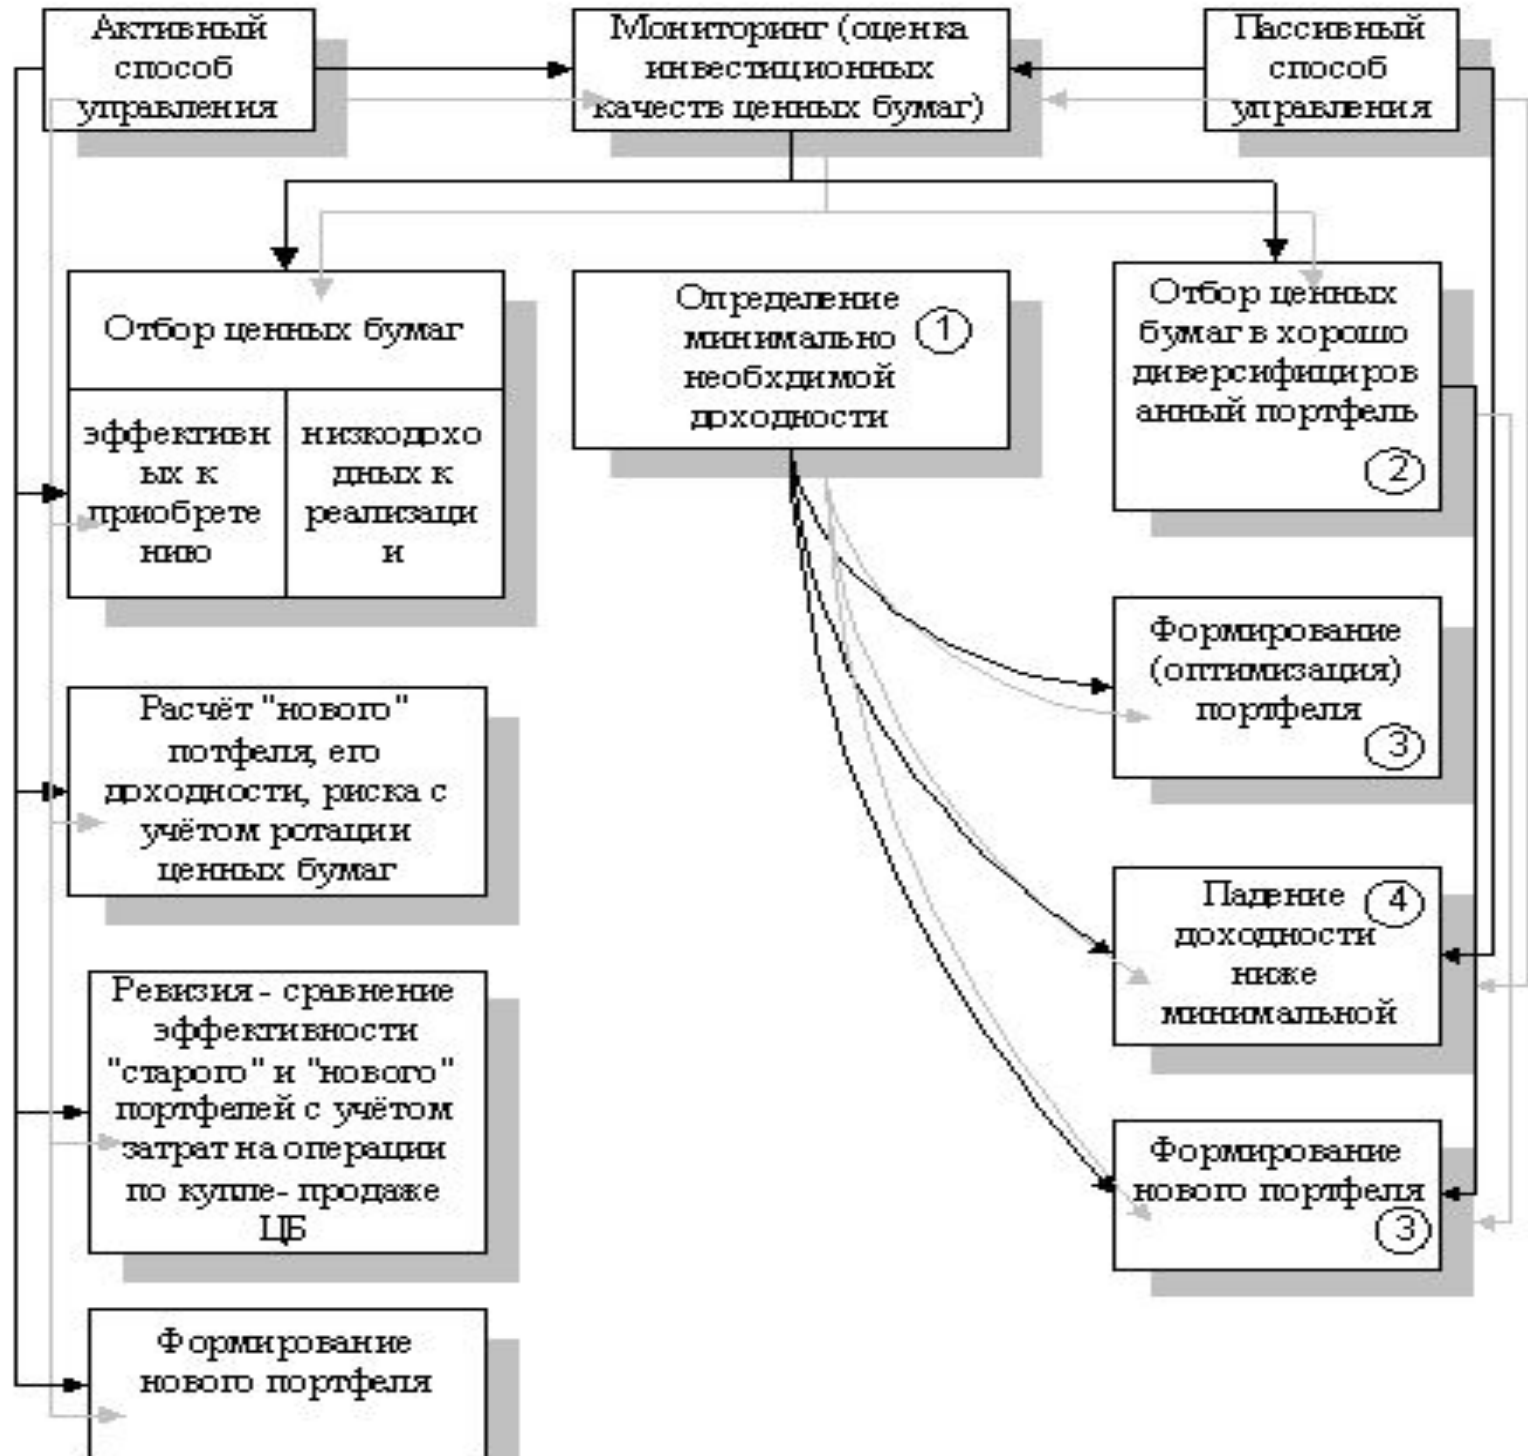 Активный
способ
управления
Мониторинг (оценка
инвестиционных
качеств ценных бумаг)
Пассивный
способ
управления
Отбор ценных бумаг
эффективн
ых к
приобрете
нию
низкодохо
дных к
реализаци
и
Определение
минимально
необхдимой
доходности
1
Отбор ценных
бумаг в хорошо
диверсифициров
анный портфель
2
Формирование
(оптимизация)
портфеля
3
Расчёт "нового"
потфеля, его
доходности, риска с
учётом ротации
ценных бумаг
Падение
доходности
ниже
минимальной
4
Ревизия - сравнение
эффективности
"старого" и "нового"
портфелей с учётом
затрат на операции
по купле- продаже
ЦБ
Формирование
нового портфеля
3
Формирование
нового портфеля